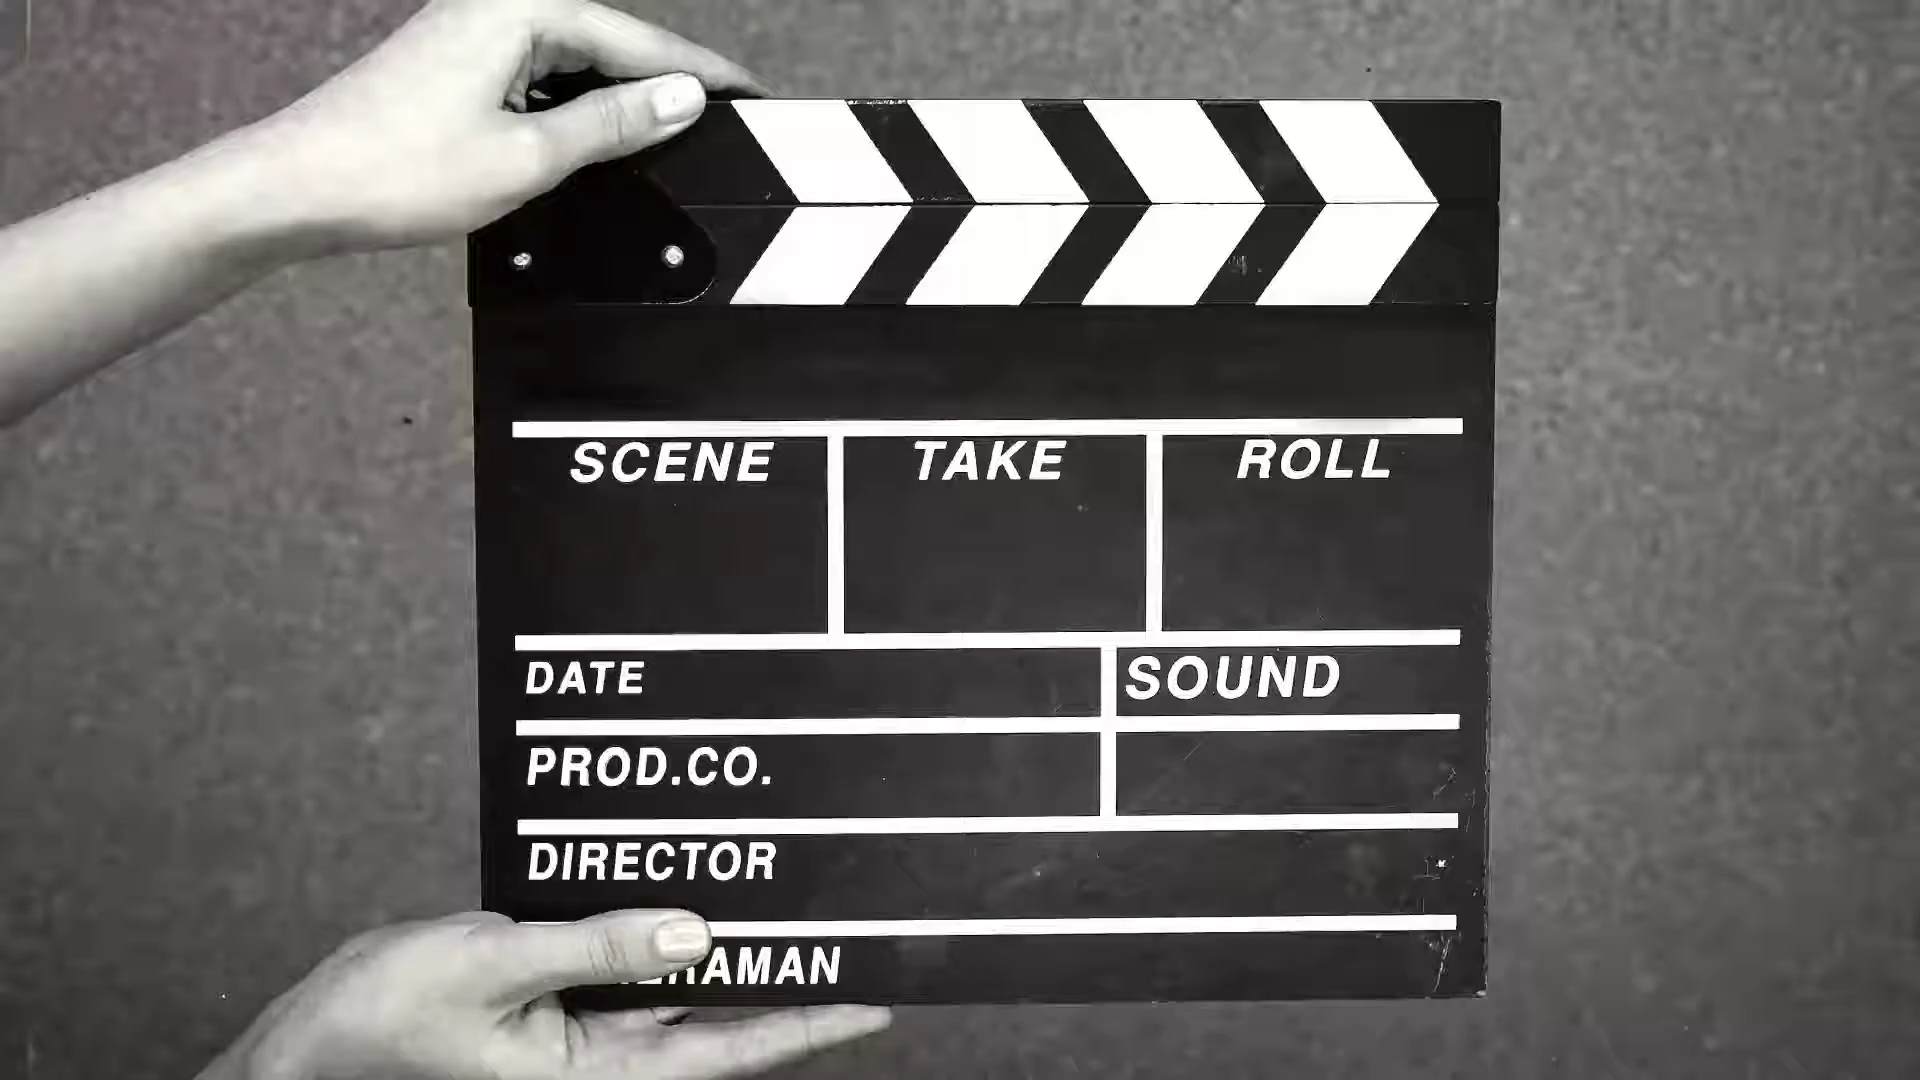 SCENE TAKE ROLL
DATE SOUND
PROD.CO.
DIRECTOR